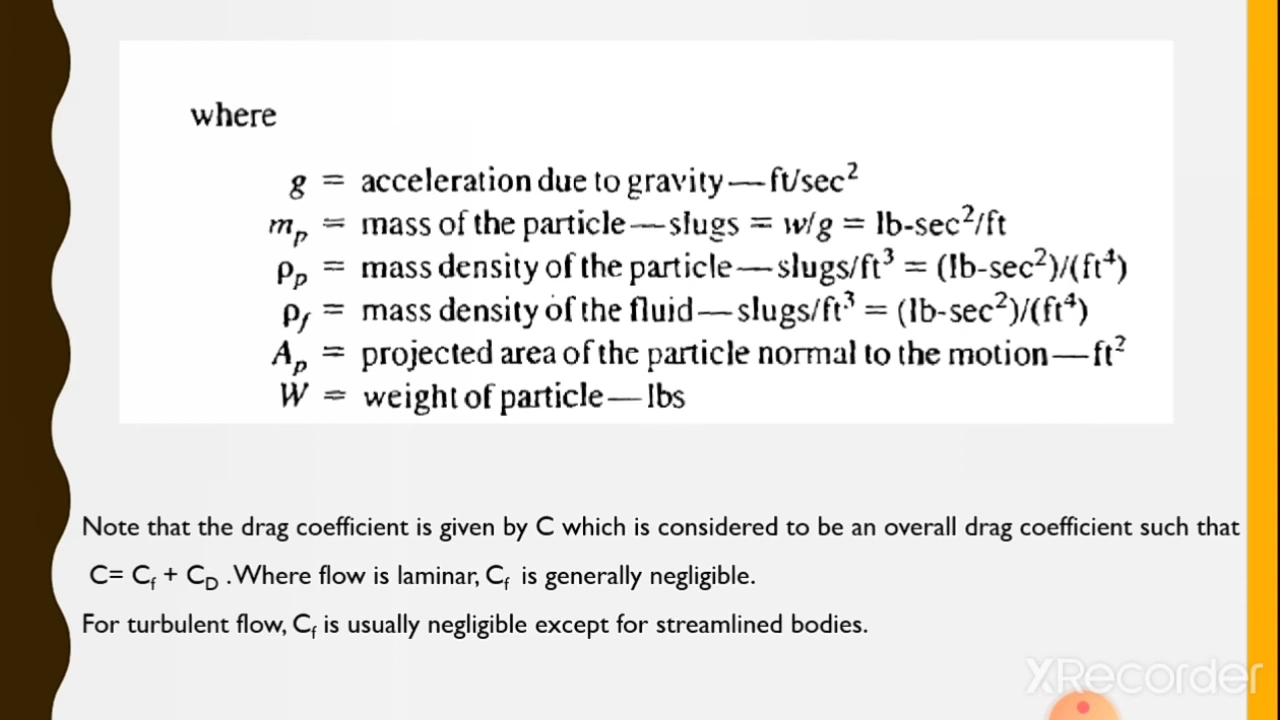 where
g = acceleration due to gravity—ft/sec²
mₚ = mass of the particle—slugs = w/g = lb-sec²/ft
ρₚ = mass density of the particle—slugs/ft³ = (lb-sec²)/(ft⁴)
ρf = mass density of the fluid—slugs/ft³ = (lb-sec²)/(ft⁴)
Aₚ = projected area of the particle normal to the motion—ft²
W = weight of particle—lbs
Note that the drag coefficient is given by C which is considered to be an overall drag coefficient such that
C= Cf + CD .Where flow is laminar, Cf is generally negligible.
For turbulent flow, Cf is usually negligible except for streamlined bodies.
XRecorder